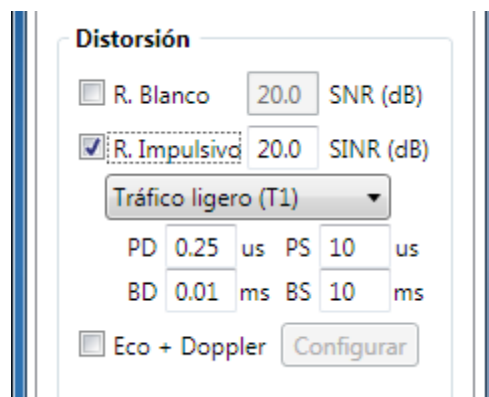 Distorsión
R. Blanco 20.0 SNR (dB)
R. Impulsivo 20.0 SINR (dB)
Tráfico ligero (T1)
PD 0.25 us PS 10 us
BD 0.01 ms BS 10 ms
Eco + Doppler Configurar